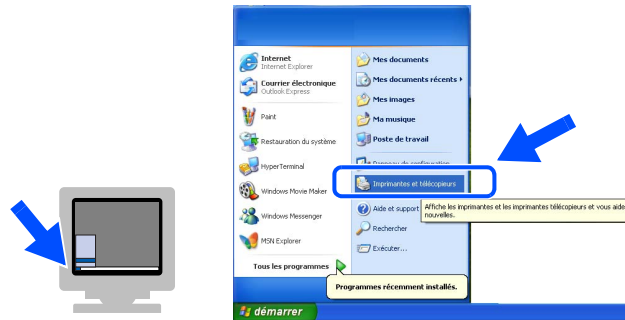 Internet
Internet Explorer
Courrier électronique
Outlook Express
Paint
Restauration du système
HyperTerminal
Windows Movie Maker
Windows Messenger
MSN Explorer
Tous les programmes
Mes documents
Mes documents récents
Mes images
Ma musique
Poste de travail
Panneau de configuration
Imprimantes et télécopieurs
Aide et support
Affiche les imprimantes et les imprimantes télécopieurs et vous aide
nouvelles.
Rechercher
Exécuter...
Programmes récemment installés.
démarrer